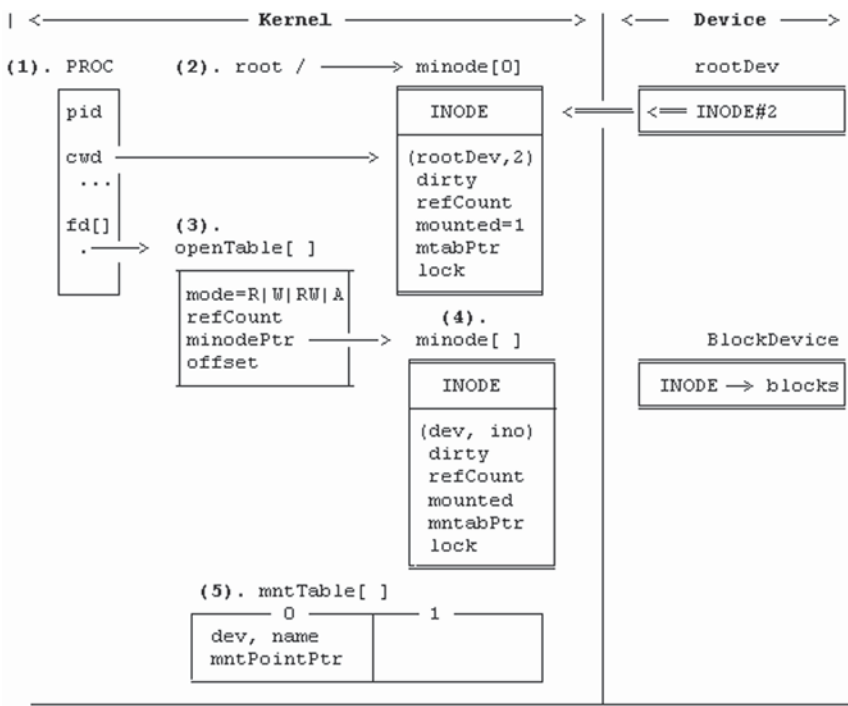 Kernel Device
(1). PROC (2). root / minode[0] rootDev
pid INODE INODE#2
cwd (rootDev,2)
... dirty
refCount
fd[] (3). mounted=1
. openTable[ ] mtabPtr
lock
mode=R|W|RW|A
refCount (4).
minodePtr minode[ ] BlockDevice
offset
INODE INODE blocks
(dev, ino)
dirty
refCount
mounted
mntabPtr
lock
(5). mntTable[ ]
0 1
dev, name
mntPointPtr